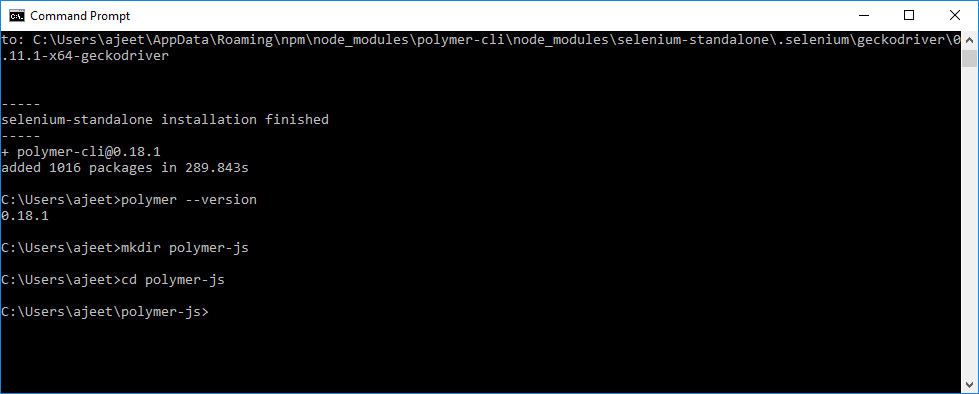 Command Prompt
to: C:\Users\ajeet\AppData\Roaming\npm\node_modules\polymer-cli\node_modules\selenium-standalone\.selenium\geckodriver\0
.11.1-x64-geckodriver
-----
selenium-standalone installation finished
-----
+ polymer-cli@0.18.1
added 1016 packages in 289.843s
C:\Users\ajeet>polymer --version
0.18.1
C:\Users\ajeet>mkdir polymer-js
C:\Users\ajeet>cd polymer-js
C:\Users\ajeet\polymer-js>